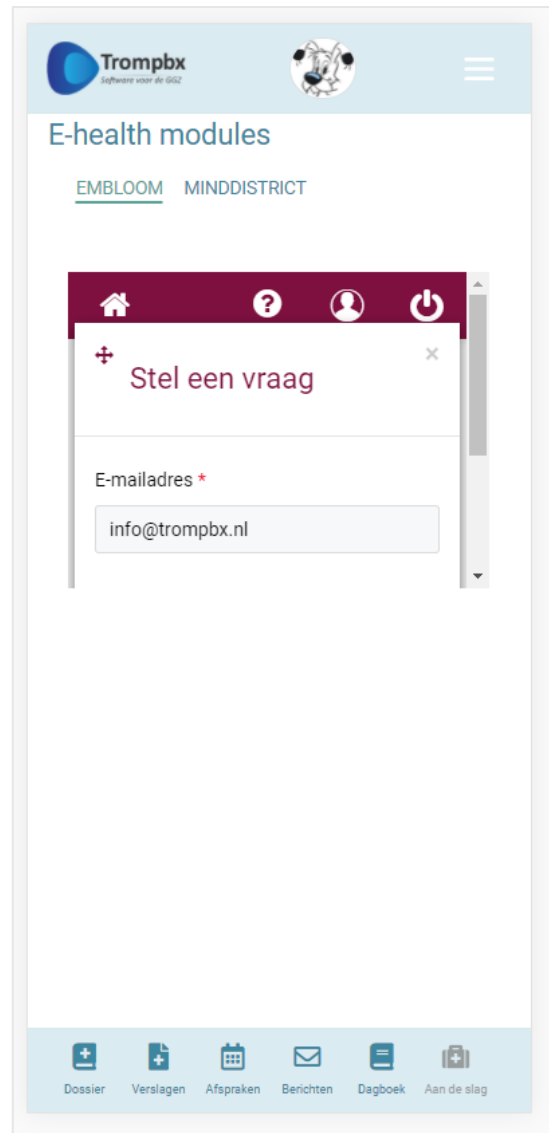 Trompbx
Software voor de GGZ
E-health modules
EMBLOOM MINDDISTRICT
Stel een vraag
E-mailadres *
info@trompbx.nl
Dossier Verslagen Afspraken Berichten Dagboek Aan de slag